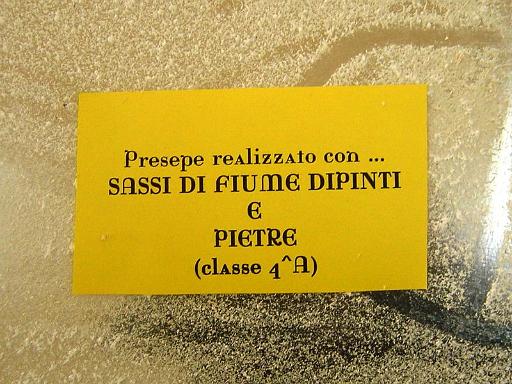 Presepe realizzato con ...
SASSI DI FIUME DIPINTI
E
PIETRE
(classe 4^A)